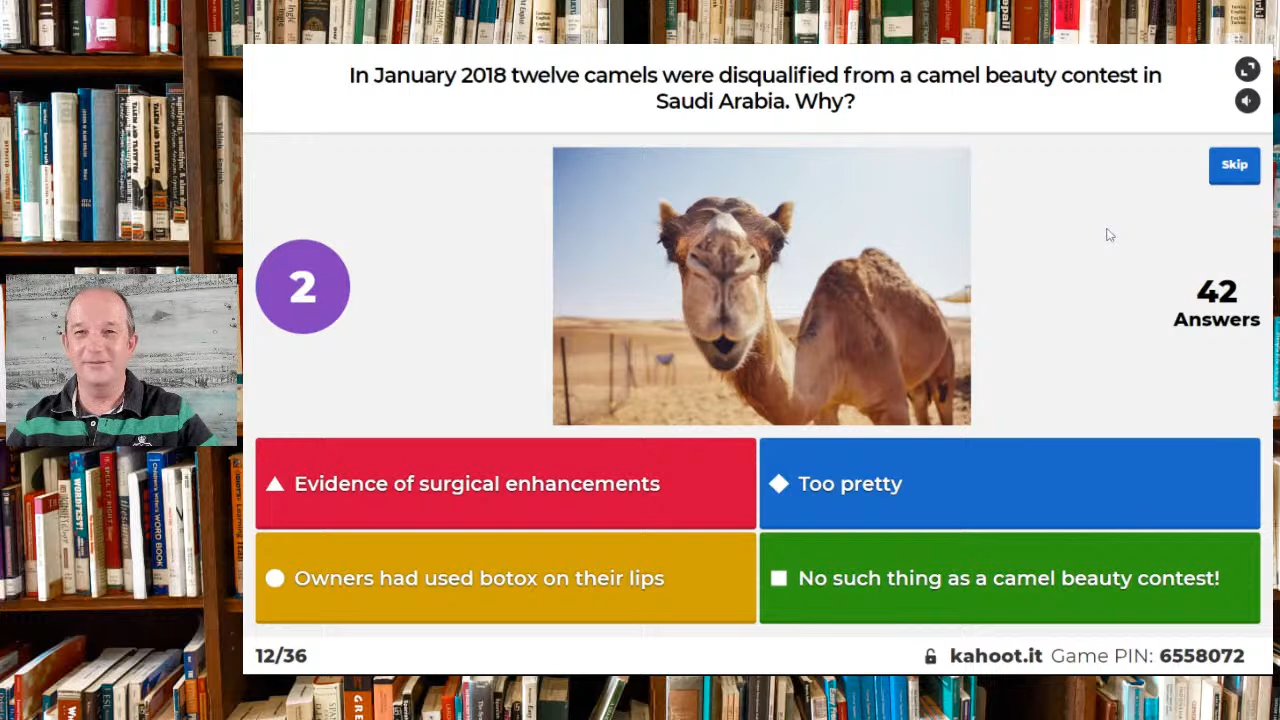 In January 2018 twelve camels were disqualified from a camel beauty contest in
Saudi Arabia. Why?
Skip
2
42
Answers
Evidence of surgical enhancements
Too pretty
Owners had used botox on their lips
No such thing as a camel beauty contest!
12/36
kahoot.it Game PIN: 6558072